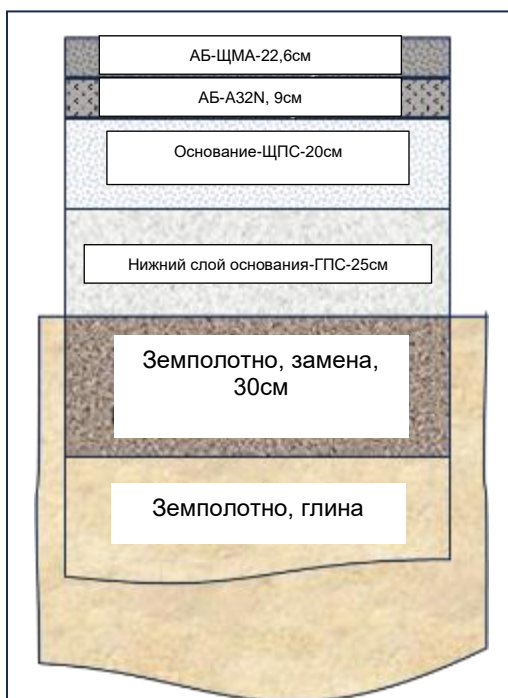 АБ-ЩМА-22,6см
АБ-А32N, 9см
Основание-ЩПС-20см
Нижний слой основания-ГПС-25см
Земполотно, замена,
30см
Земполотно, глина